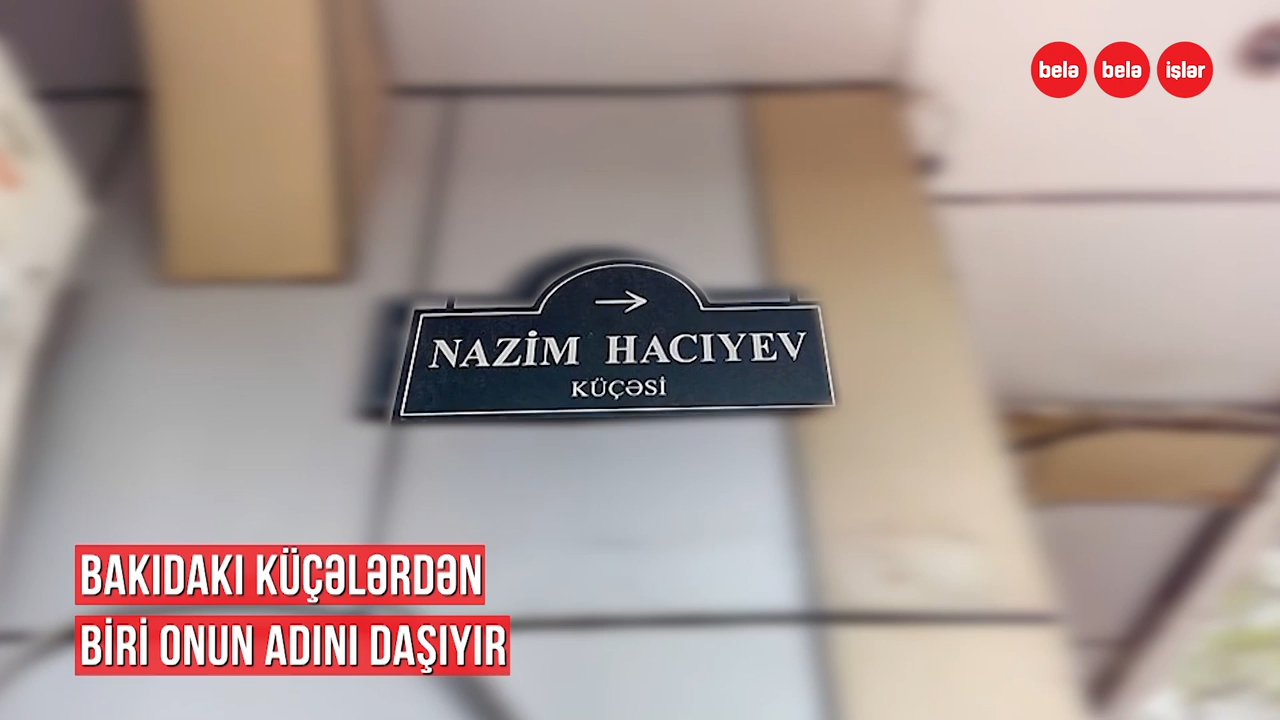 belə belə işlər
NAZİM HACIYEV
KÜÇƏSİ
BAKIDAKI KÜÇƏLƏRDƏN
BİRİ ONUN ADINI DAŞIYIR